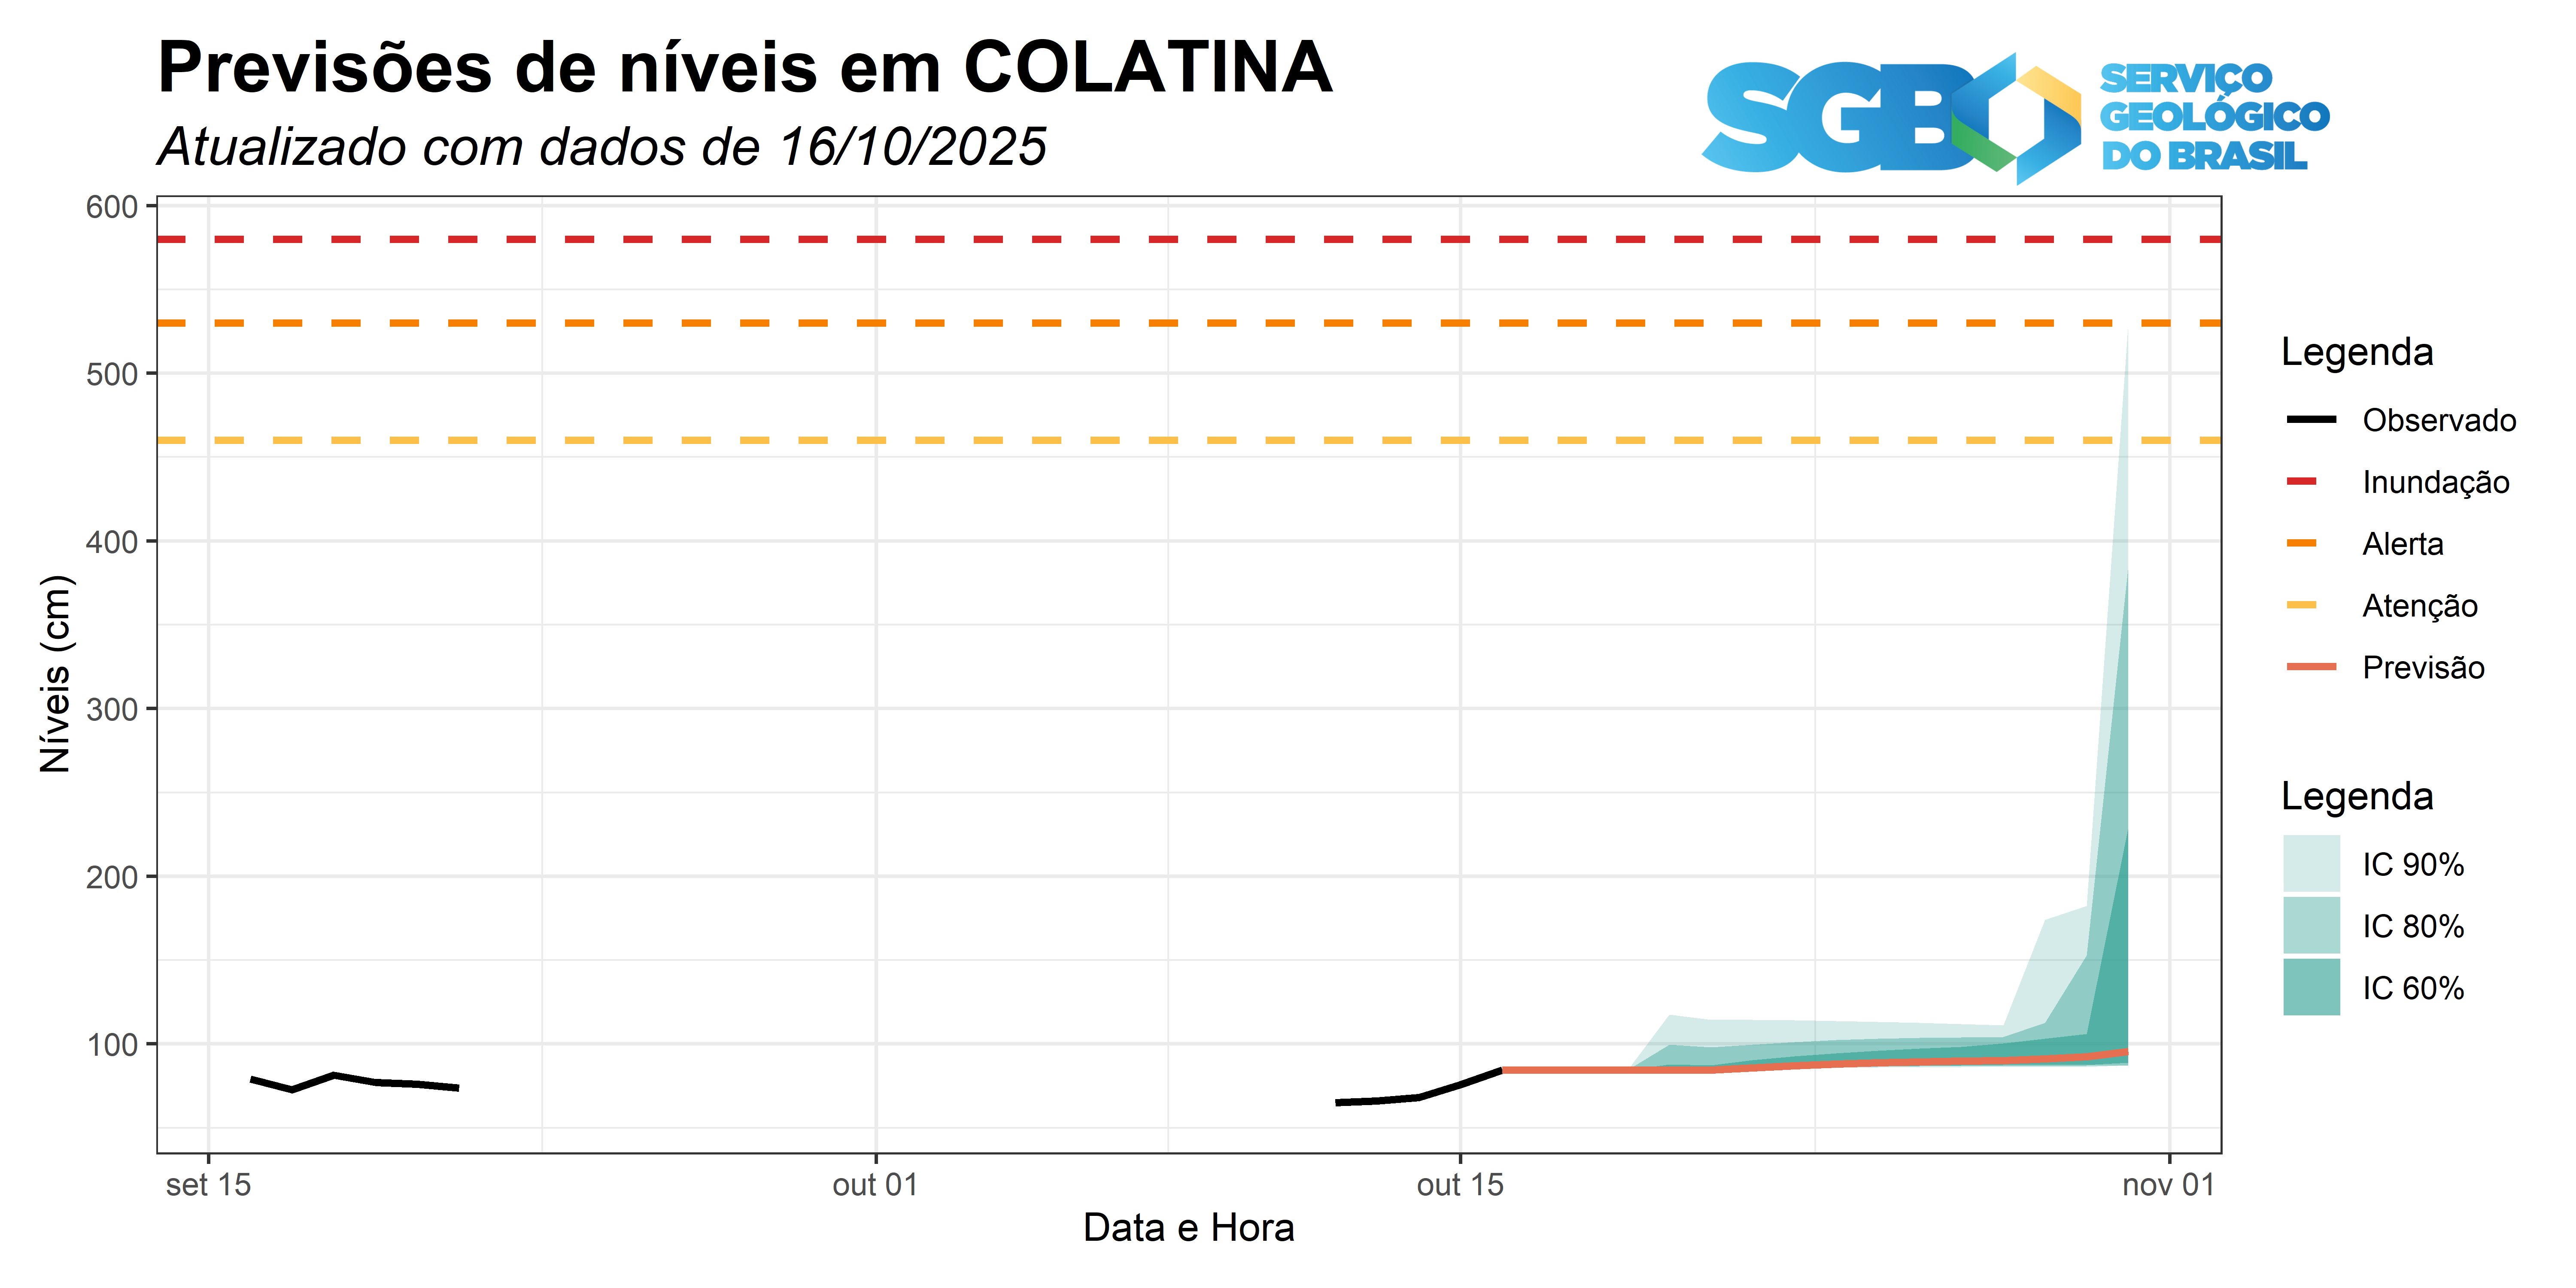 Previsões de níveis em COLATINA
Atualizado com dados de 16/10/2025
SGB
SERVIÇO
GEOLÓGICO
DO BRASIL
600
500
400
300
200
100
Níveis (cm)
set 15
out 01
out 15
nov 01
Data e Hora
Legenda
Observado
Inundação
Alerta
Atenção
Previsão
Legenda
IC 90%
IC 80%
IC 60%